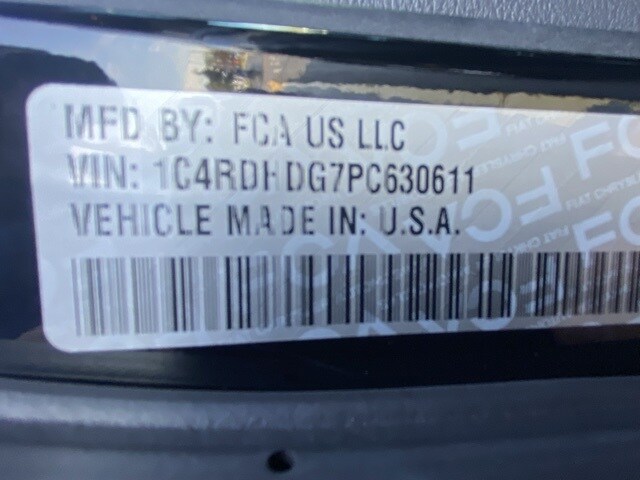 MFD BY: FCA US LLC
VIN: 1C4RDHDG7PC630611
VEHICLE MADE IN: U.S.A.